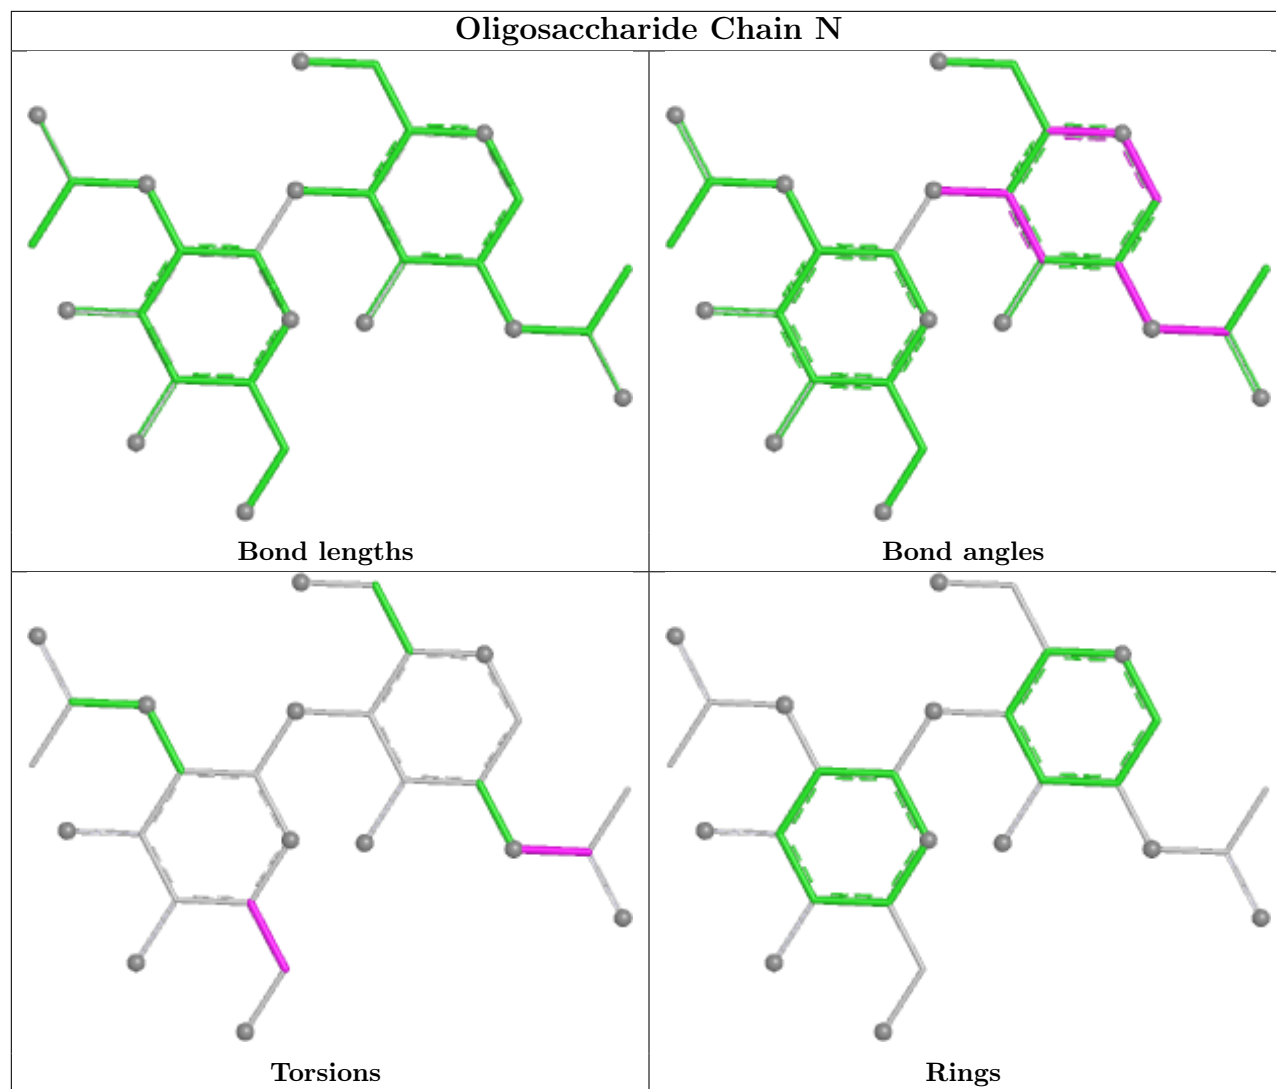 Oligosaccharide Chain N
Bond lengths
Bond angles
Torsions
Rings